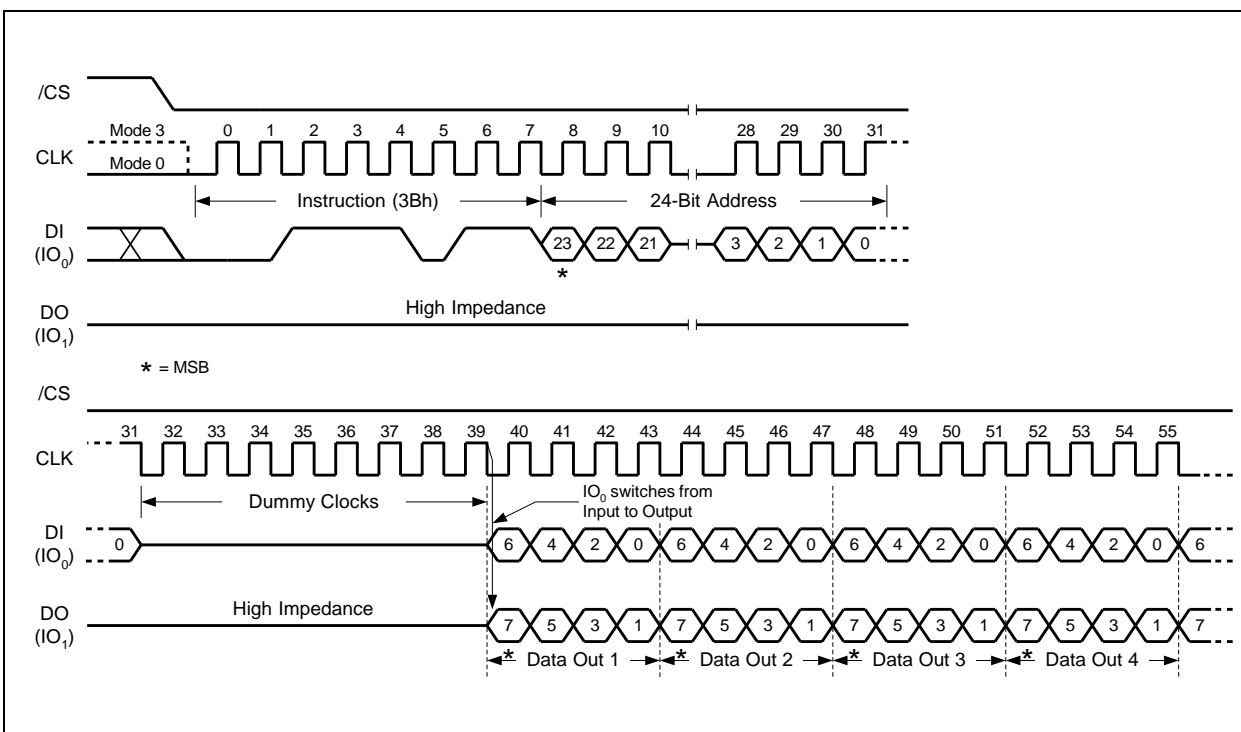 /CS
Mode 3 0 1 2 3 4 5 6 7 8 9 10 28 29 30 31
CLK Mode 0
Instruction (3Bh) 24-Bit Address
DI
(IO0) 23 22 21 3 2 1 0
*
DO High Impedance
(IO1)
* = MSB
/CS
31 32 33 34 35 36 37 38 39 40 41 42 43 44 45 46 47 48 49 50 51 52 53 54 55
CLK
Dummy Clocks IO0 switches from
Input to Output
DI
(IO0) 0 6 4 2 0 6 4 2 0 6 4 2 0 6 4 2 0 6
DO High Impedance
(IO1) 7 5 3 1 7 5 3 1 7 5 3 1 7 5 3 1 7
* Data Out 1 * Data Out 2 * Data Out 3 * Data Out 4